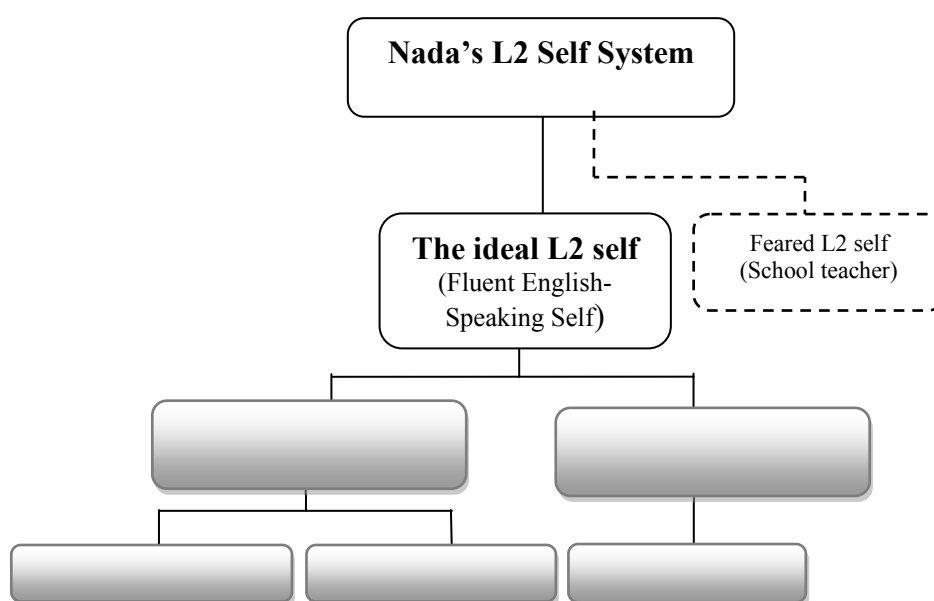 Nada’s L2 Self System
The ideal L2 self
(Fluent English-
Speaking Self)
Feared L2 self
(School teacher)